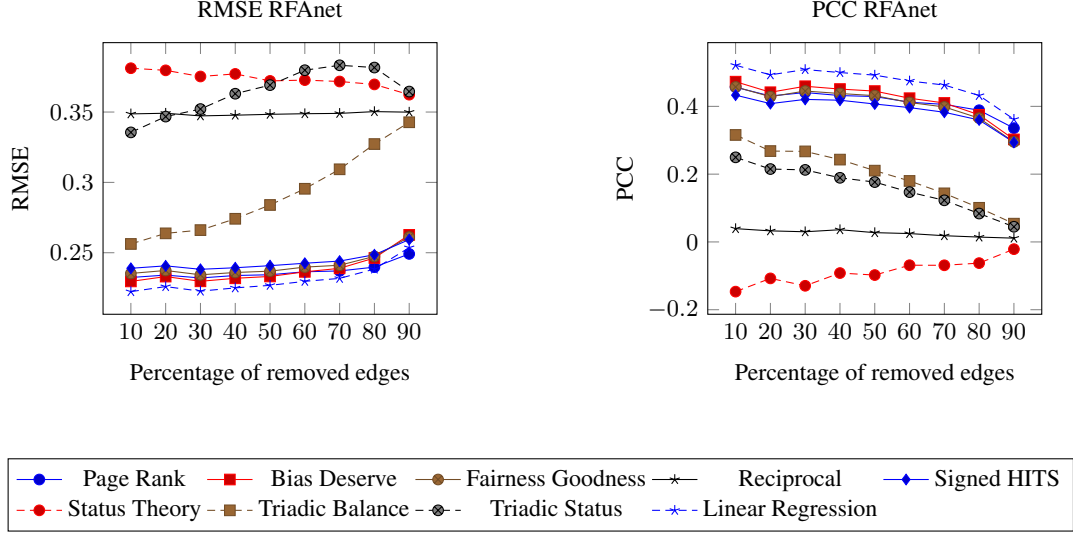 RMSE RFAnet
0.35
0.3
0.25
RMSE
10 20 30 40 50 60 70 80 90
Percentage of removed edges
PCC RFAnet
0.4
0.2
0
−0.2
PCC
10 20 30 40 50 60 70 80 90
Percentage of removed edges
Page Rank Bias Deserve Fairness Goodness Reciprocal Signed HITS
Status Theory Triadic Balance Triadic Status Linear Regression